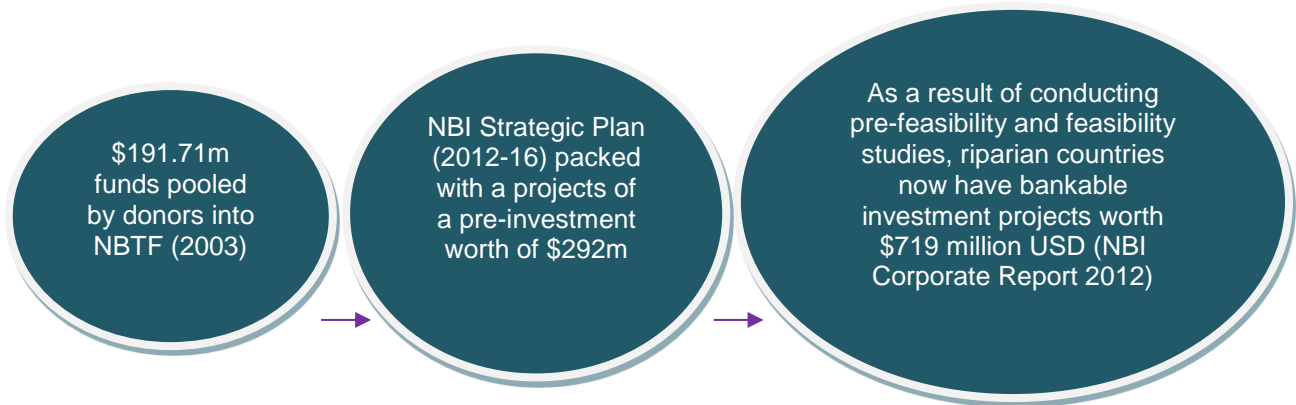 $191.71m
funds pooled
by donors into
NBTF (2003)
NBI Strategic Plan
(2012-16) packed
with a projects of
a pre-investment
worth of $292m
As a result of conducting
pre-feasibility and feasibility
studies, riparian countries
now have bankable
investment projects worth
$719 million USD (NBI
Corporate Report 2012)